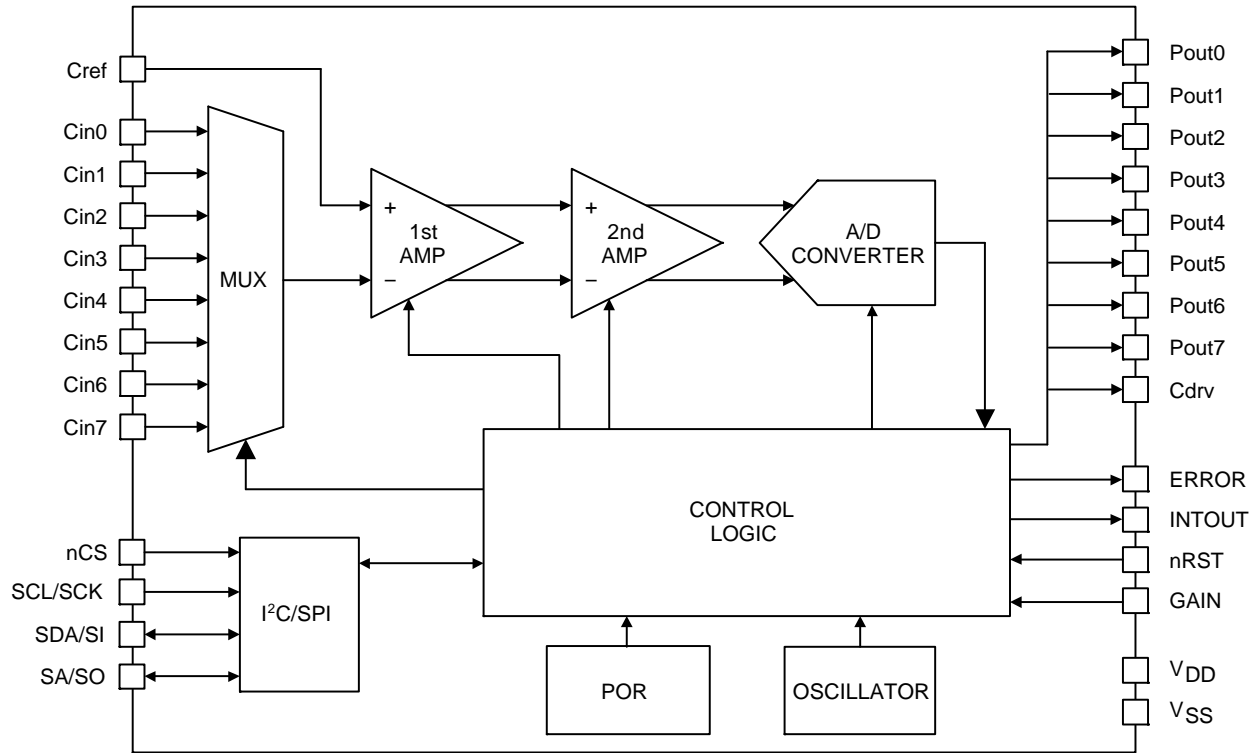 Cref
Cin0
Cin1
Cin2
Cin3
Cin4
Cin5
Cin6
Cin7
MUX
+
−
1st
AMP
+
−
2nd
AMP
A/D
CONVERTER
Pout0
Pout1
Pout2
Pout3
Pout4
Pout5
Pout6
Pout7
Cdrv
ERROR
INTOUT
nRST
GAIN
VDD
VSS
CONTROL
LOGIC
nCS
SCL/SCK
SDA/SI
SA/SO
I²C/SPI
POR
OSCILLATOR